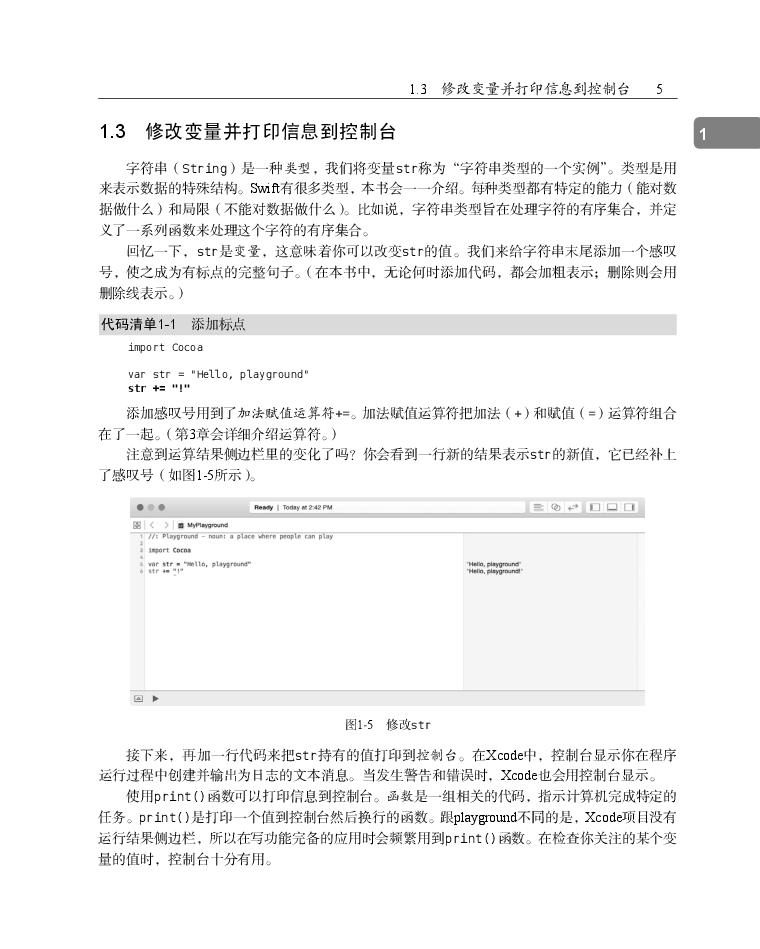 1.3 修改变量并打印信息到控制台 5
1
1.3 修改变量并打印信息到控制台
字符串（String）是一种类型，我们将变量str称为“字符串类型的一个实例”。类型是用
来表示数据的特殊结构。Swift有很多类型，本书会一一介绍。每种类型都有特定的能力（能对数
据做什么）和局限（不能对数据做什么）。比如说，字符串类型旨在处理字符的有序集合，并定
义了一系列函数来处理这个字符的有序集合。
回忆一下，str是变量，这意味着你可以改变str的值。我们来给字符串末尾添加一个感叹
号，使之成为有标点的完整句子。（在本书中，无论何时添加代码，都会加粗表示；删除则会用
删除线表示。）
代码清单1-1 添加标点
import Cocoa
var str = "Hello, playground"
str += "!"
添加感叹号用到了加法赋值运算符+=。加法赋值运算符把加法（+）和赋值（=）运算符组合
在了一起。（第3章会详细介绍运算符。）
注意到运算结果侧边栏里的变化了吗？你会看到一行新的结果表示str的新值，它已经补上
了感叹号（如图1-5所示）。
Ready | Today at 2:42 PM
MyPlayground
1 //: Playground - noun: a place where people can play
2
3 import Cocoa
4
5 var str = "Hello, playground" "Hello, playground"
6 str += "!" "Hello, playground!"
图1-5 修改str
接下来，再加一行代码来把str持有的值打印到控制台。在Xcode中，控制台显示你在程序
运行过程中创建并输出为日志的文本消息。当发生警告和错误时，Xcode也会用控制台显示。
使用print()函数可以打印信息到控制台。函数是一组相关的代码，指示计算机完成特定的
任务。print()是打印一个值到控制台然后换行的函数。跟playground不同的是，Xcode项目没有
运行结果侧边栏，所以在写功能完备的应用时会频繁用到print()函数。在检查你关注的某个变
量的值时，控制台十分有用。